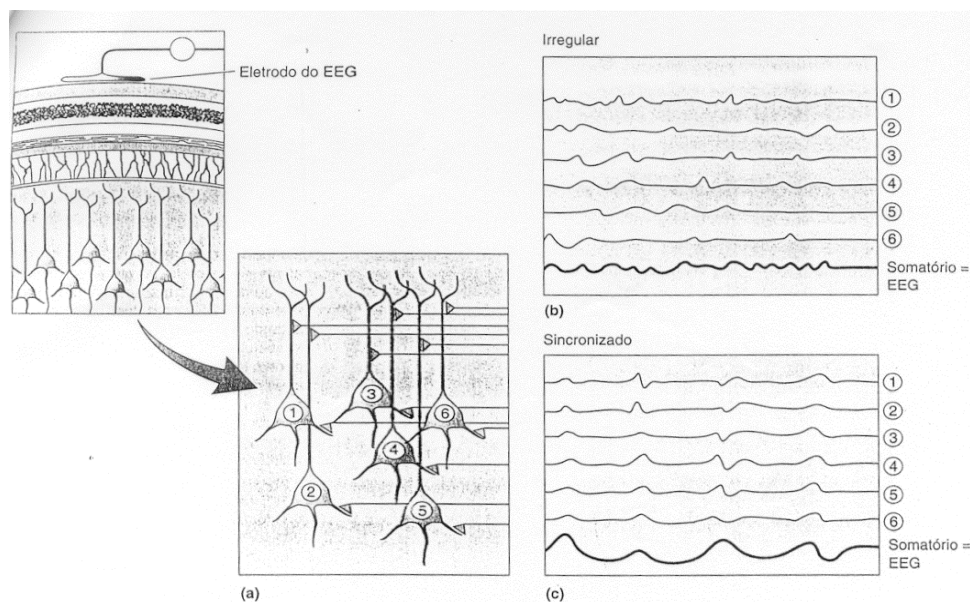 Eletrodo do EEG
①
②
③
④
⑤
⑥
(a)
Irregular
①
②
③
④
⑤
⑥
Somatório =
EEG
(b)
Sincronizado
①
②
③
④
⑤
⑥
Somatório =
EEG
(c)